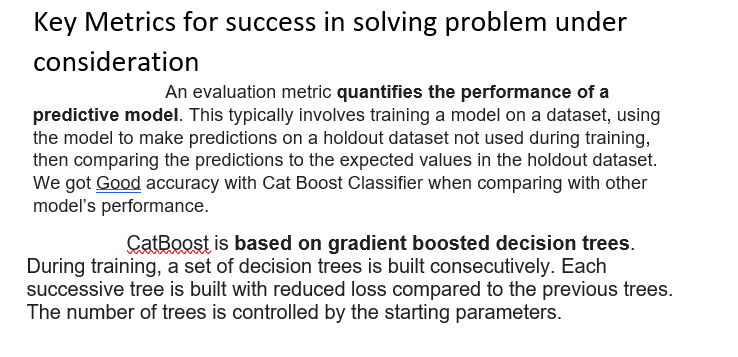 Key Metrics for success in solving problem under
consideration
An evaluation metric quantifies the performance of a
predictive model. This typically involves training a model on a dataset, using
the model to make predictions on a holdout dataset not used during training,
then comparing the predictions to the expected values in the holdout dataset.
We got Good accuracy with Cat Boost Classifier when comparing with other
model's performance.
CatBoost is based on gradient boosted decision trees.
During training, a set of decision trees is built consecutively. Each
successive tree is built with reduced loss compared to the previous trees.
The number of trees is controlled by the starting parameters.